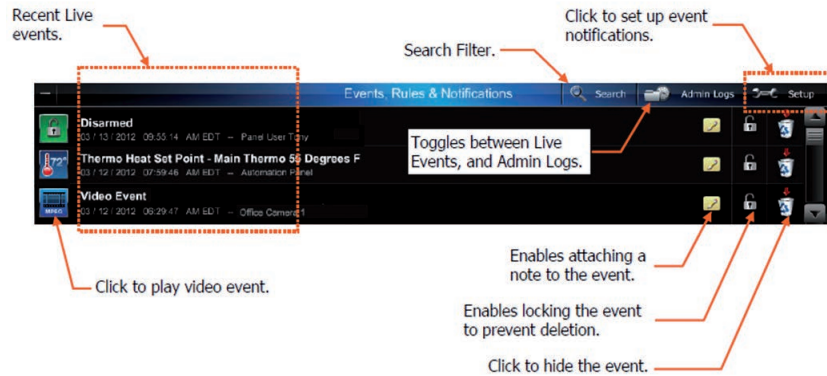 Recent Live
events.
Click to set up event
notifications.
Search Filter.
Events, Rules & Notifications
Search
Admin Logs
Setup
Disarmed
03 / 13 / 2012 09:55:14 AM EDT – Panel User Tony
Toggles between Live
Events, and Admin Logs.
72°
Thermo Heat Set Point - Main Thermo 55 Degrees F
03 / 12 / 2012 07:59:46 AM EDT – Automation Panel
Video Event
03 / 12 / 2012 06:29:47 AM EDT – Office Camera 1
MPEG
Click to play video event.
Enables attaching a
note to the event.
Enables locking the event
to prevent deletion.
Click to hide the event.